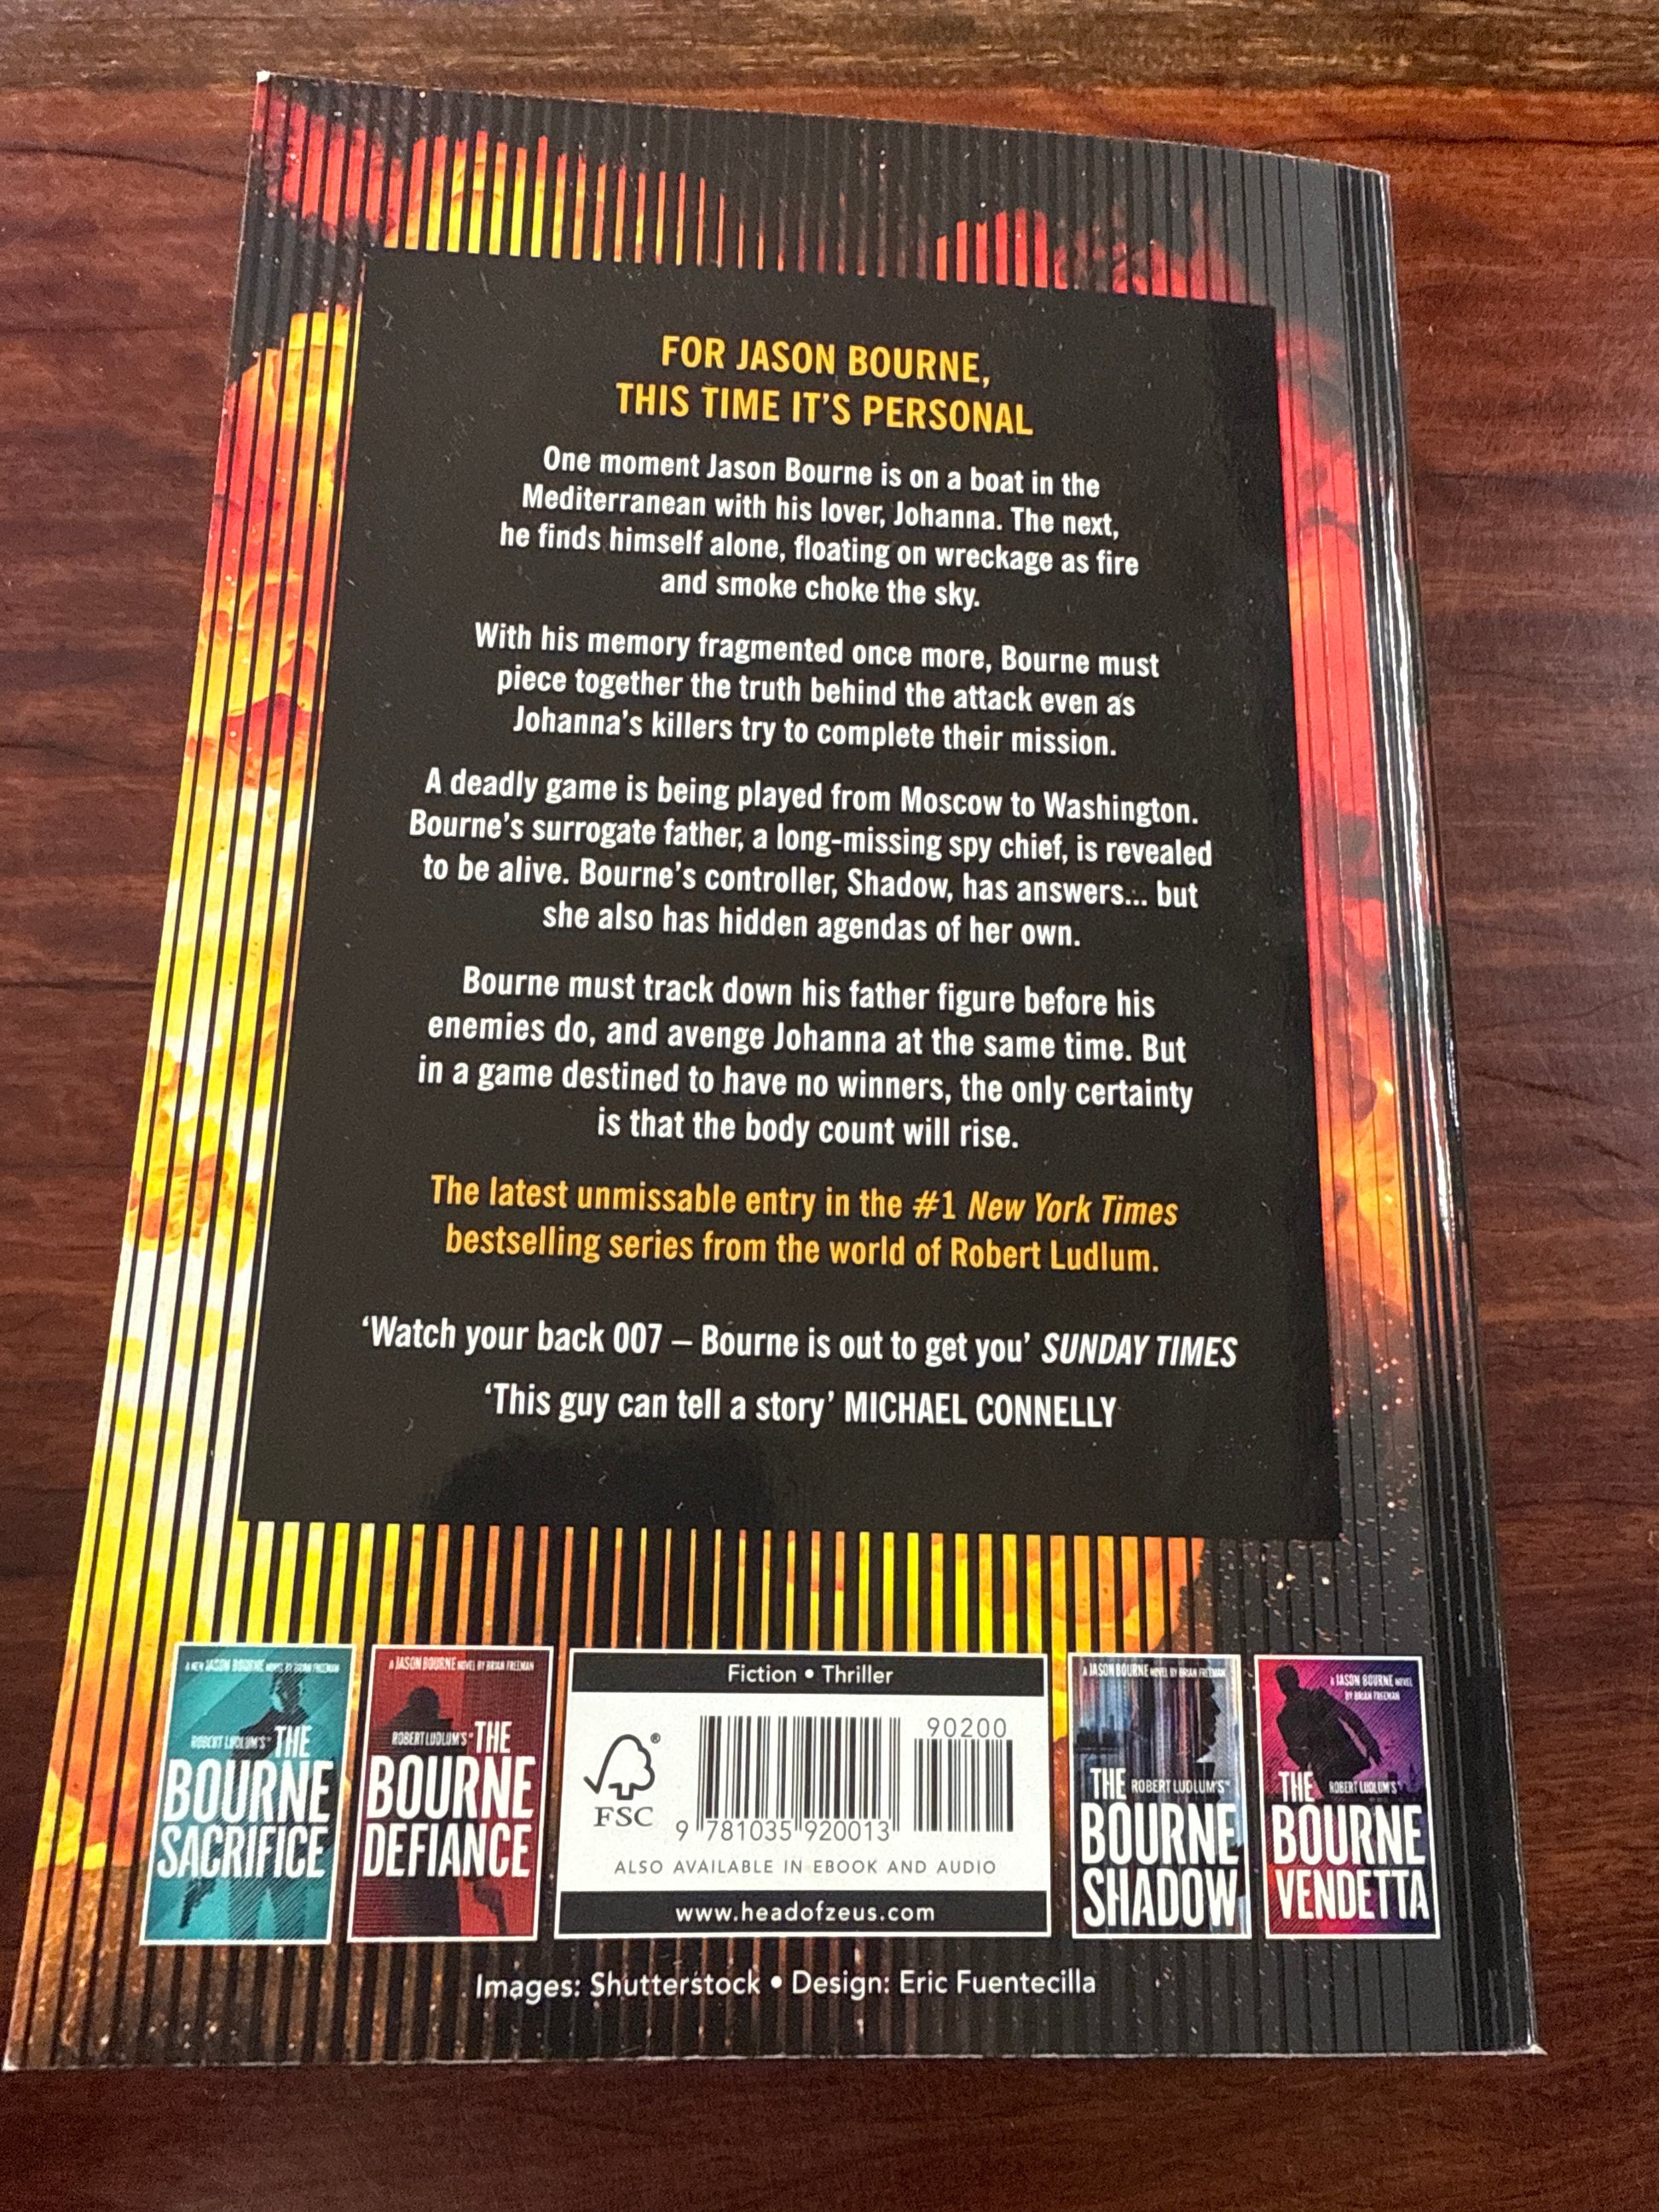 FOR JASON BOURNE,
THIS TIME IT'S PERSONAL
One moment Jason Bourne is on a boat in the
Mediterranean with his lover, Johanna. The next,
he finds himself alone, floating on wreckage as fire
and smoke choke the sky.
With his memory fragmented once more, Bourne must
piece together the truth behind the attack even as
Johanna's killers try to complete their mission.
A deadly game is being played from Moscow to Washington.
Bourne's surrogate father, a long-missing spy chief, is revealed
to be alive. Bourne's controller, Shadow, has answers... but
she also has hidden agendas of her own.
Bourne must track down his father figure before his
enemies do, and avenge Johanna at the same time. But
in a game destined to have no winners, the only certainty
is that the body count will rise.
The latest unmissable entry in the #1 New York Times
bestselling series from the world of Robert Ludlum.
'Watch your back 007 – Bourne is out to get you' SUNDAY TIMES
'This guy can tell a story' MICHAEL CONNELLY
A NEW JASON BOURNE NOVEL BY BRIAN FREEMAN
ROBERT LUDLUM'S™ THE
BOURNE
SACRIFICE
A JASON BOURNE NOVEL BY BRIAN FREEMAN
ROBERT LUDLUM'S™ THE
BOURNE
DEFIANCE
Fiction • Thriller
FSC®
90200
9 781035 920013
ALSO AVAILABLE IN EBOOK AND AUDIO
www.headofzeus.com
A JASON BOURNE NOVEL BY BRIAN FREEMAN
THE ROBERT LUDLUM'S™
BOURNE
SHADOW
A JASON BOURNE NOVEL
BY BRIAN FREEMAN
THE ROBERT LUDLUM'S™
BOURNE
VENDETTA
Images: Shutterstock • Design: Eric Fuentecilla